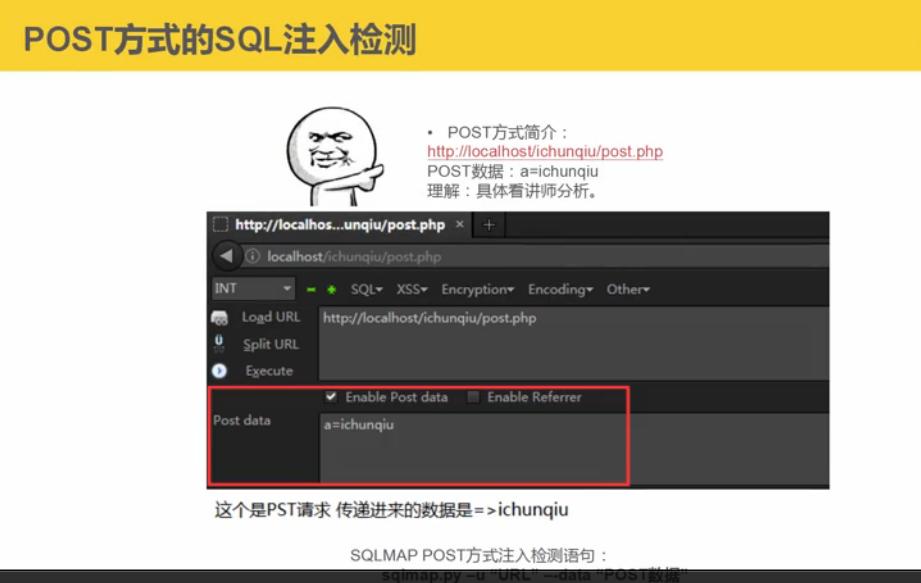 POST方式的SQL注入检测
• POST方式简介：
http://localhost/ichunqiu/post.php
POST数据：a=ichunqiu
理解：具体看讲师分析。
http://localhos...unqiu/post.php × +
localhost/ichunqiu/post.php
INT SQL▾ XSS▾ Encryption▾ Encoding▾ Other▾
Load URL http://localhost/ichunqiu/post.php
Split URL
Execute
Enable Post data Enable Referrer
Post data a=ichunqiu
这个是PST请求 传递进来的数据是=>ichunqiu
SQLMAP POST方式注入检测语句：
sqlmap.py –u “URL” --data “POST数据”